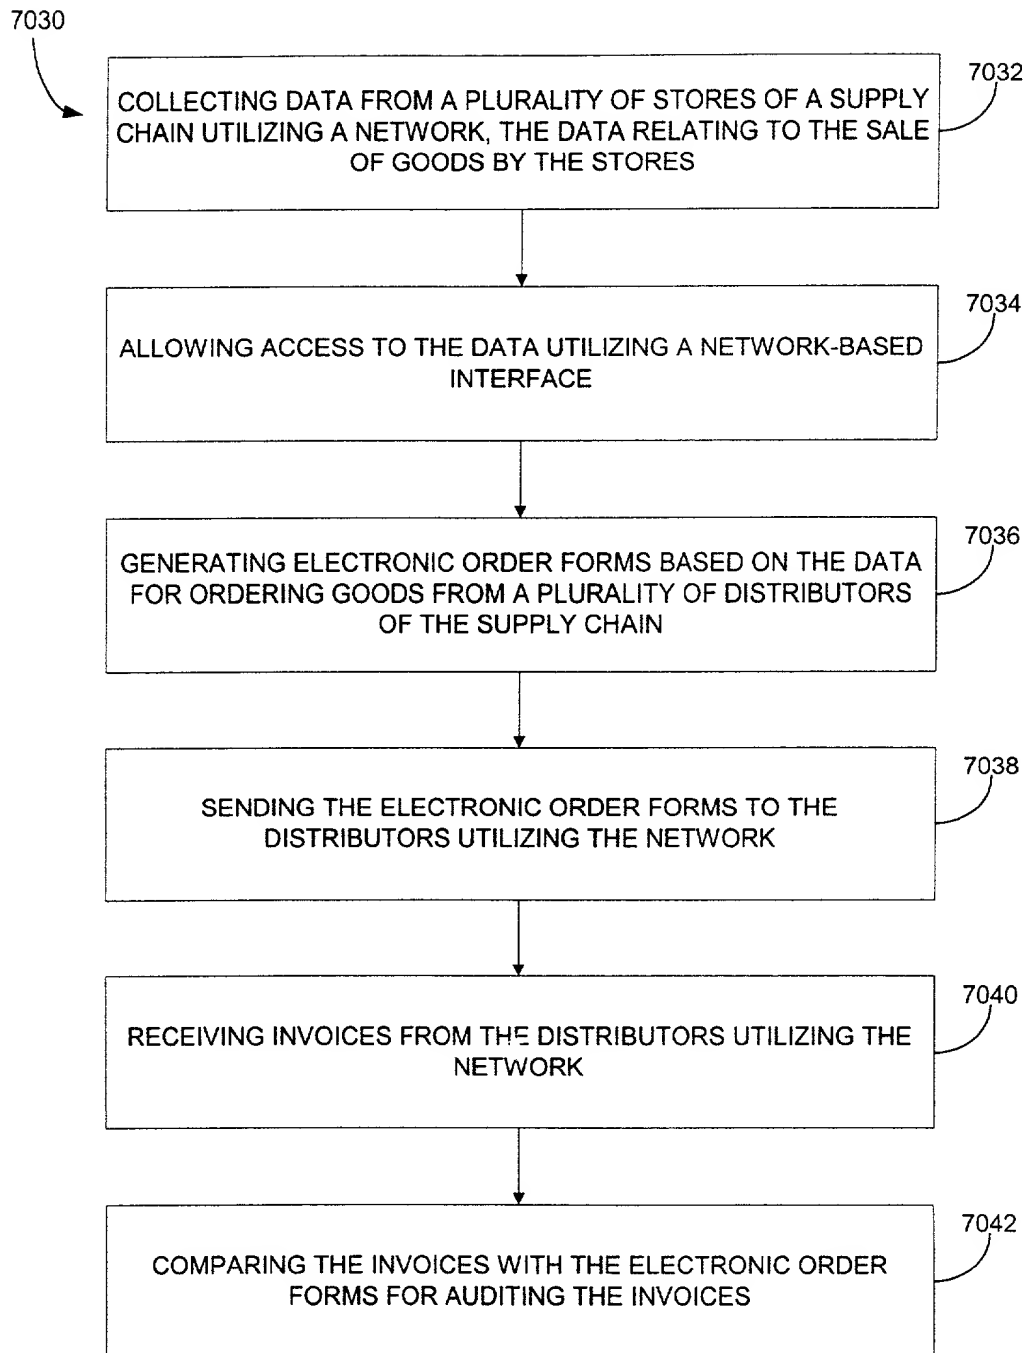 7030
7032
COLLECTING DATA FROM A PLURALITY OF STORES OF A SUPPLY
CHAIN UTILIZING A NETWORK, THE DATA RELATING TO THE SALE
OF GOODS BY THE STORES
7034
ALLOWING ACCESS TO THE DATA UTILIZING A NETWORK-BASED
INTERFACE
7036
GENERATING ELECTRONIC ORDER FORMS BASED ON THE DATA
FOR ORDERING GOODS FROM A PLURALITY OF DISTRIBUTORS
OF THE SUPPLY CHAIN
7038
SENDING THE ELECTRONIC ORDER FORMS TO THE
DISTRIBUTORS UTILIZING THE NETWORK
7040
RECEIVING INVOICES FROM THE DISTRIBUTORS UTILIZING THE
NETWORK
7042
COMPARING THE INVOICES WITH THE ELECTRONIC ORDER
FORMS FOR AUDITING THE INVOICES